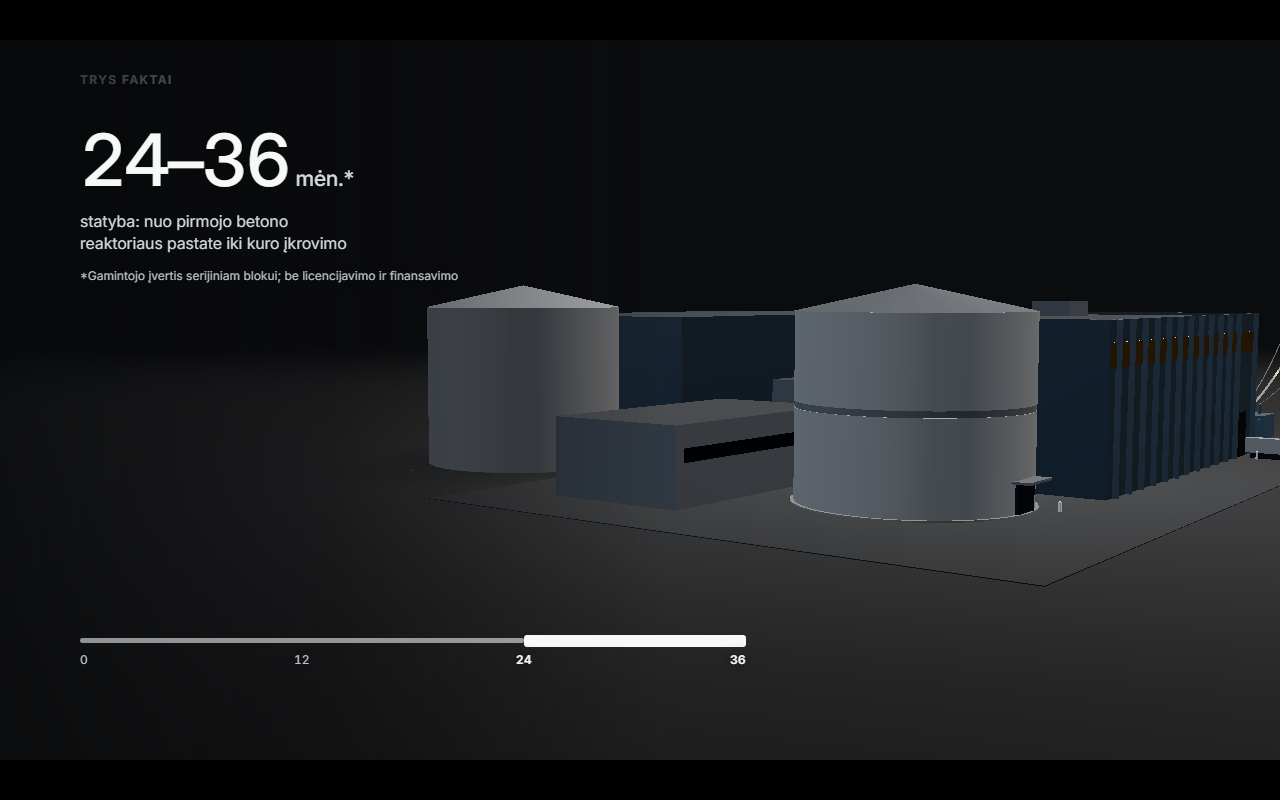 TRYS FAKTAI
24–36 mėn.*
statyba: nuo pirmojo betono
reaktoriaus pastate iki kuro įkrovimo
*Gamintojo įvertis serijiniam blokui; be licencijavimo ir finansavimo
0 12 24 36